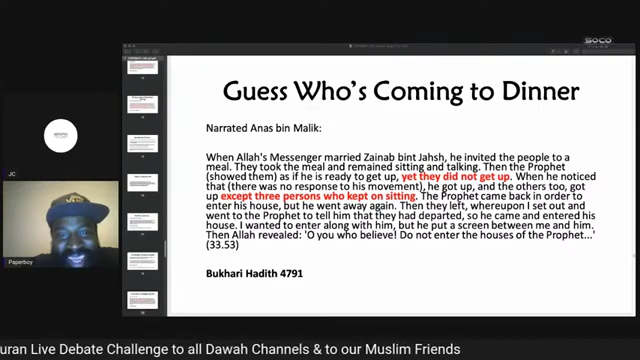 SOCO
Guess Who's Coming to Dinner
Narrated Anas bin Malik:
When Allah's Messenger married Zainab bint Jahsh, he invited the people to a
meal. They took the meal and remained sitting and talking. Then the Prophet
(showed them) as if he is ready to get up, yet they did not get up. When he noticed
that (there was no response to his movement), he got up, and the others too, got
up except three persons who kept on sitting. The Prophet came back in order to
enter his house, but he went away again. Then they left, whereupon I set out and
went to the Prophet to tell him that they had departed, so he came and entered his
house. I wanted to enter along with him, but he put a screen between me and him.
Then Allah revealed: 'O you who believe! Do not enter the houses of the Prophet...'
(33.53)
Bukhari Hadith 4791
JC
Paperboy
uran Live Debate Challenge to all Dawah Channels & to our Muslim Friends